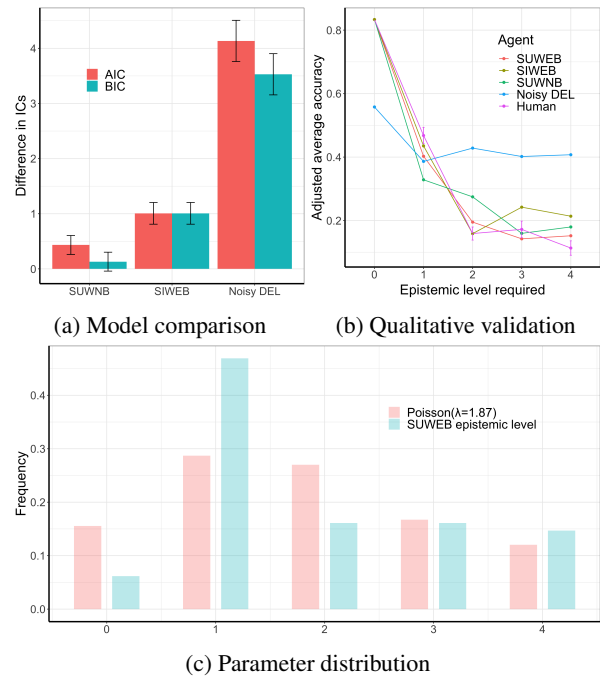 Difference in ICs
4
3
2
1
0
AIC
BIC
SUWNB
SIWEB
Noisy DEL
(a) Model comparison
Adjusted average accuracy
0.8
0.6
0.4
0.2
Agent
SUWEB
SIWEB
SUWNB
Noisy DEL
Human
0 1 2 3 4
Epistemic level required
(b) Qualitative validation
Frequency
0.4
0.3
0.2
0.1
0.0
Poisson(λ=1.87)
SUWEB epistemic level
0 1 2 3 4
(c) Parameter distribution